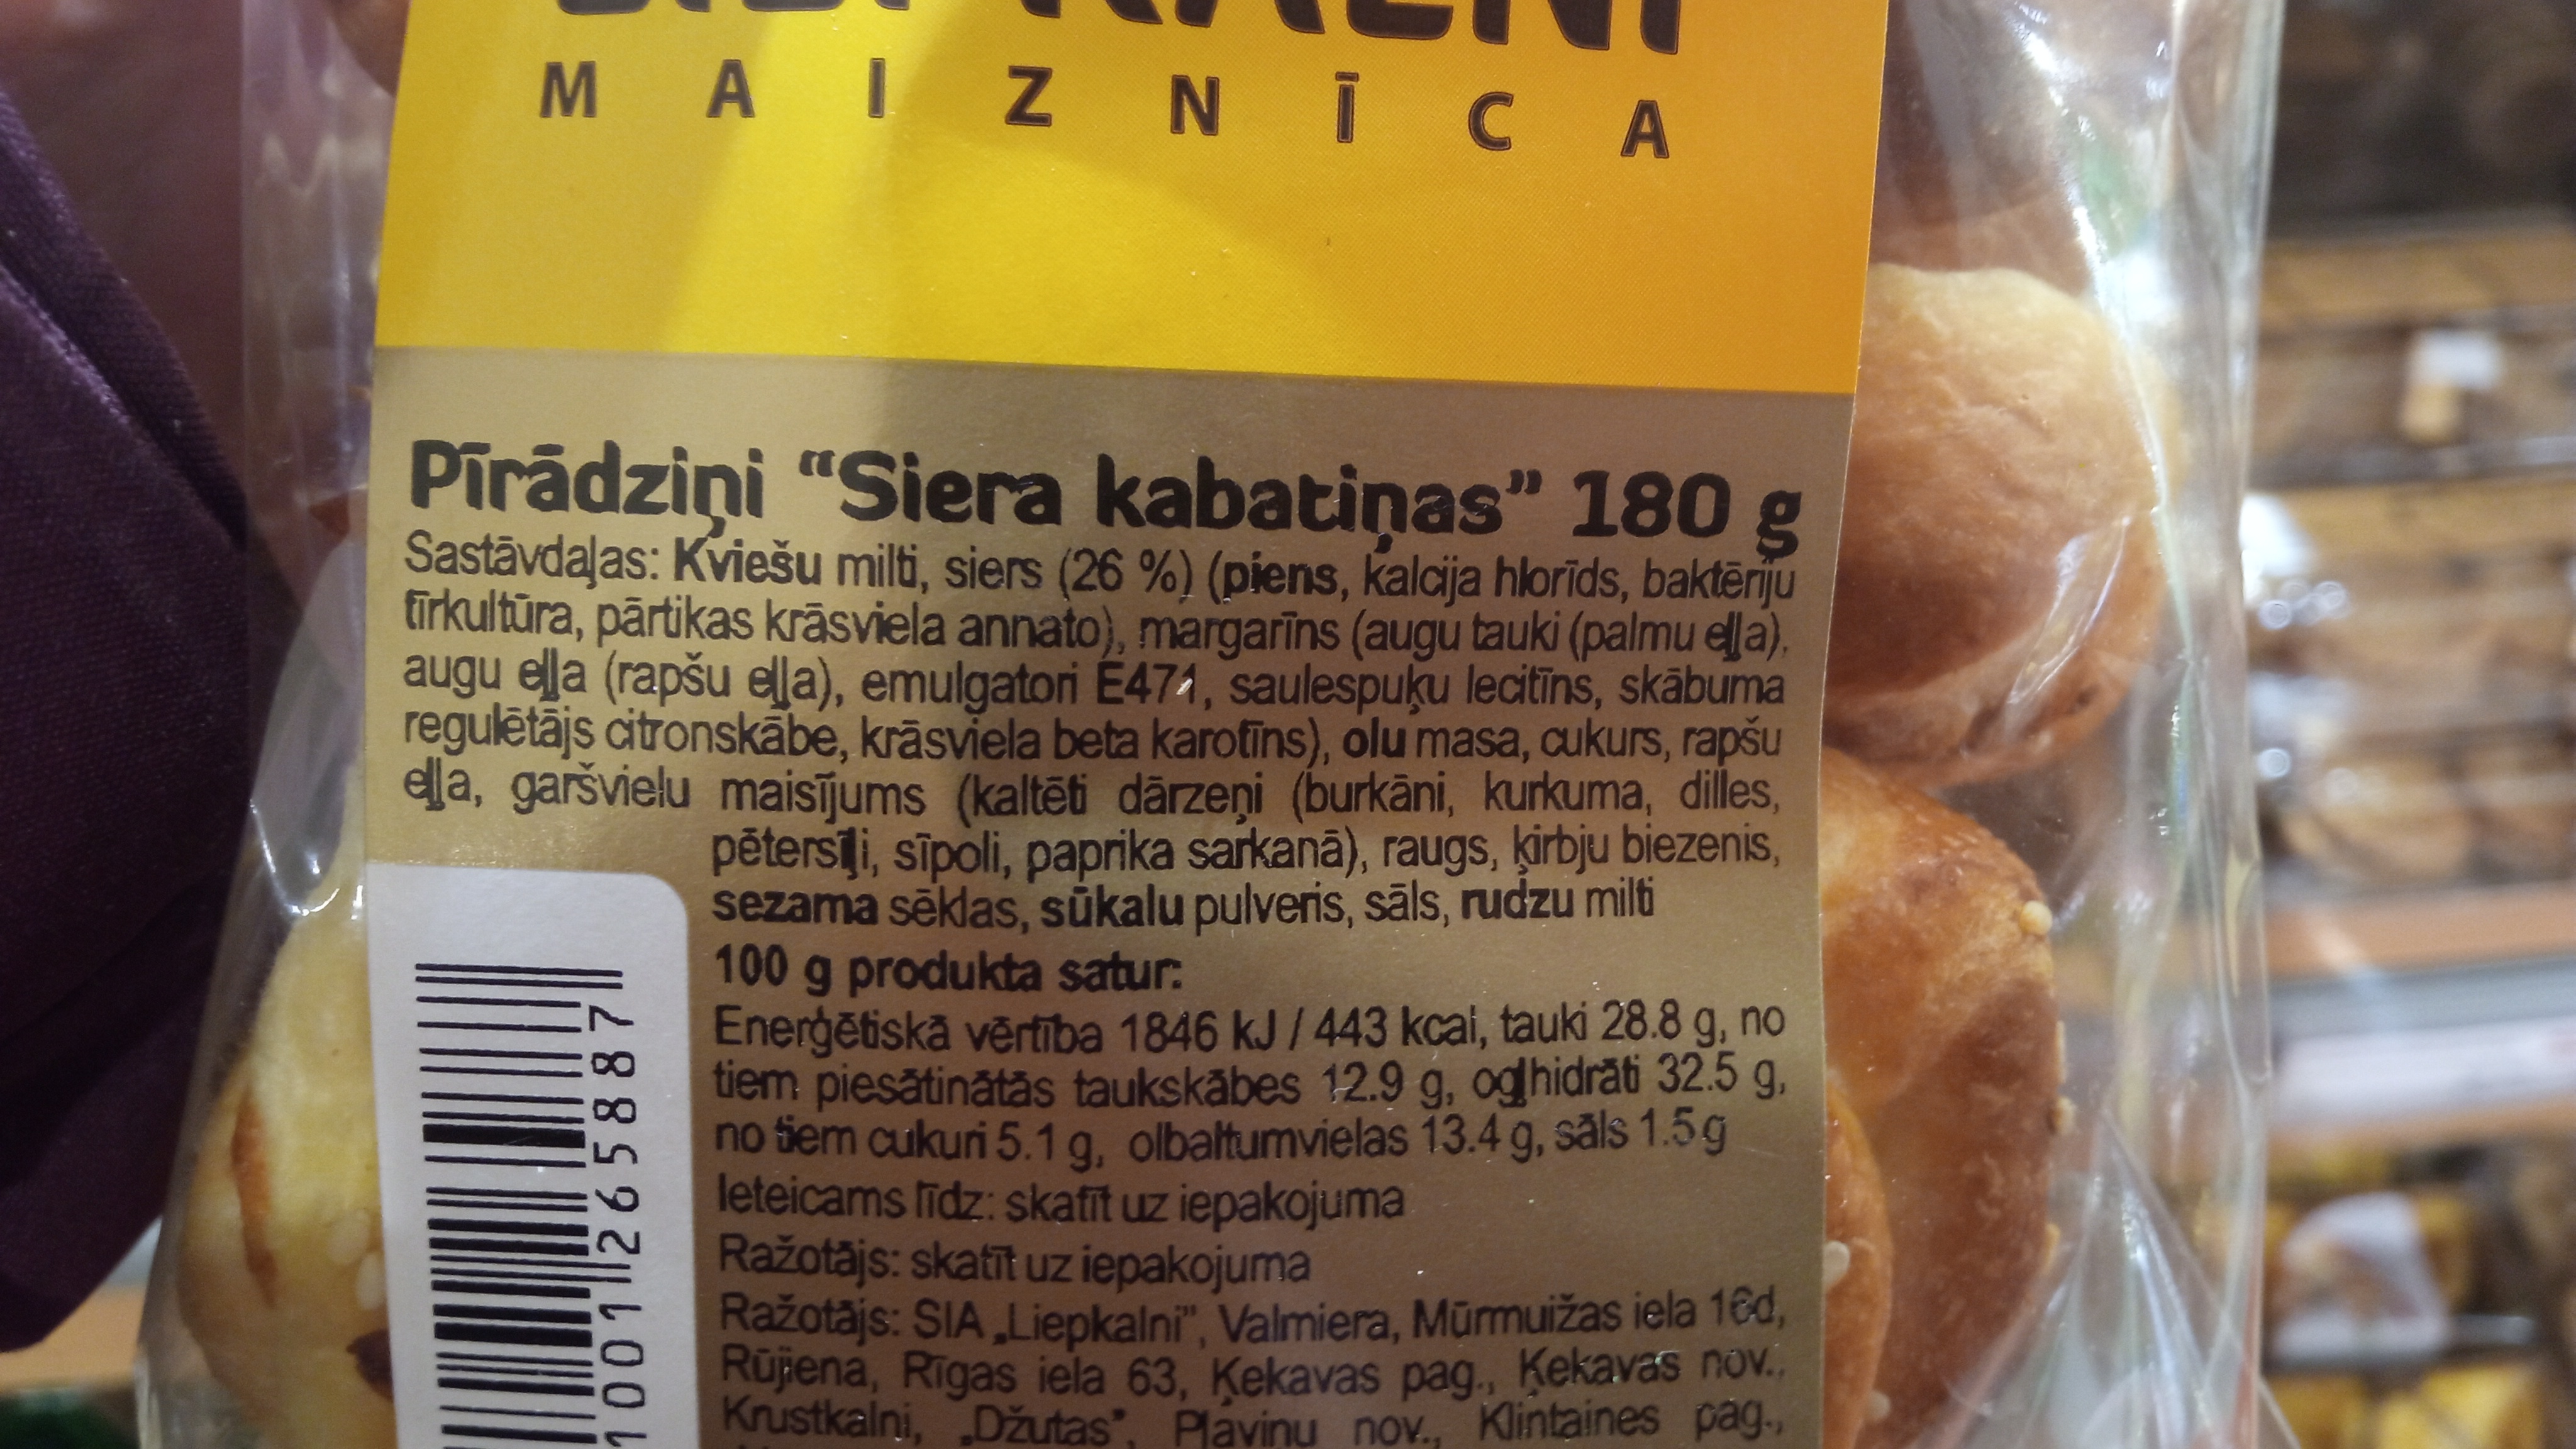 MAIZNĪCA
Pīrādziņi “Siera kabatiņas” 180 g
Sastāvdaļas: Kviešu milti, siers (26 %) (piens, kalcija hlorīds, baktēriju
tīrkultūra, pārtikas krāsviela annato), margarīns (augu tauki (palmu eļļa),
augu eļļa (rapšu eļļa), emulgatori E471, saulespuķu lecitīns, skābuma
regulētājs citronskābe, krāsviela beta karotīns), olu masa, cukurs, rapšu
eļļa, garšvielu maisījums (kaltēti dārzeņi (burkāni, kurkuma, dilles,
pētersīļi, sīpoli, paprika sarkanā), raugs, ķirbju biezenis,
sezama sēklas, sūkalu pulveris, sāls, rudzu milti
100 g produkta satur:
Enerģētiskā vērtība 1846 kJ / 443 kcal, tauki 28.8 g, no
tiem piesātinātās taukskābes 12.9 g, ogļhidrāti 32.5 g,
no tiem cukuri 5.1 g, olbaltumvielas 13.4 g, sāls 1.5 g
Ieteicams līdz: skatīt uz iepakojuma
Ražotājs: skatīt uz iepakojuma
Ražotājs: SIA „Liepkalni”, Valmiera, Mūrmuižas iela 16d,
Rūjiena, Rīgas iela 63, Ķekavas pag., Ķekavas nov.,
Krustkalni, „Džutas”, Pļaviņu nov., Klintaines pag.,
1001265887